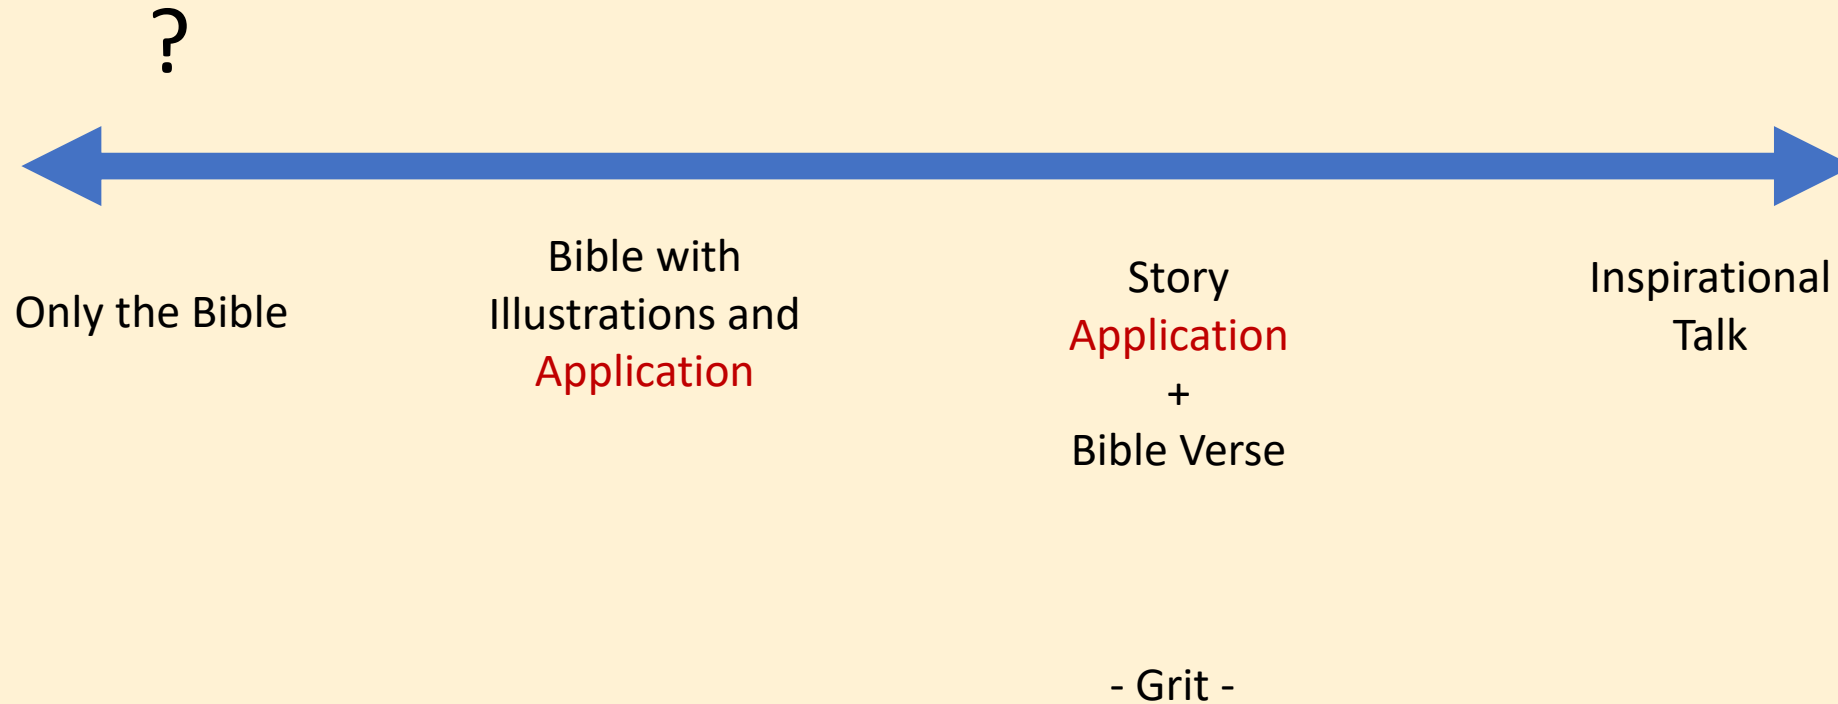 ?
Only the Bible
Bible with
Illustrations and
Application
Story
Application
+
Bible Verse
Inspirational
Talk
- Grit -